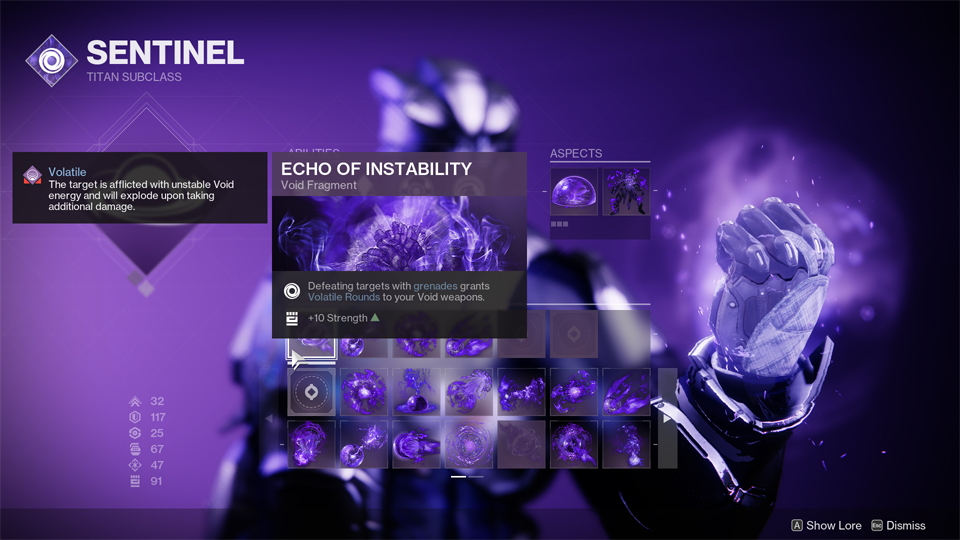 SENTINEL
TITAN SUBCLASS
ABILITIES
ASPECTS
Volatile
The target is afflicted with unstable Void
energy and will explode upon taking
additional damage.
ECHO OF INSTABILITY
Void Fragment
Defeating targets with grenades grants
Volatile Rounds to your Void weapons.
+10 Strength
32
117
25
67
47
91
A Show Lore
Esc Dismiss